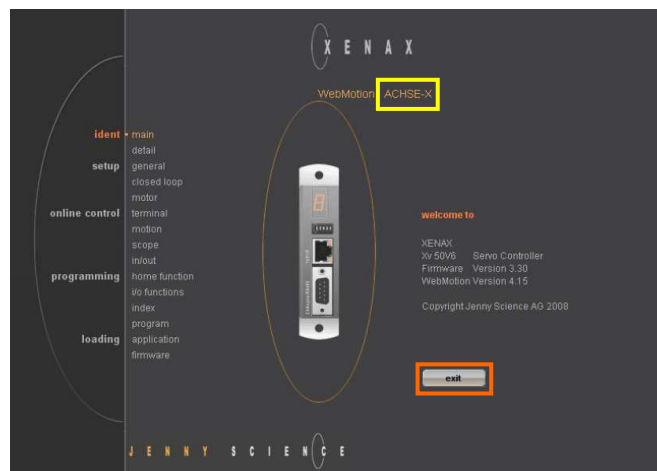 XENAX
WebMotion ACHSE-X
ident • main
detail
setup general
closed loop
motor
online control terminal
motion
scope
in/out
programming home function
i/o functions
index
program
loading application
firmware
welcome to
XENAX
Xv 50V6 Servo Controller
Firmware Version 3.30
WebMotion Version 4.15
Copyright Jenny Science AG 2008
exit
JENNY SCIENCE